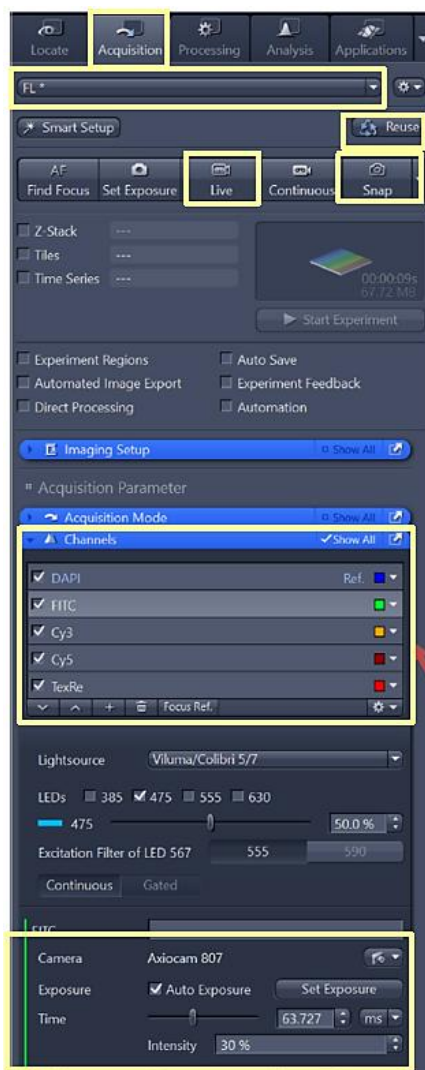 Locate Acquisition Processing Analysis Applications
FL *
Smart Setup Reuse
AF
Find Focus Set Exposure Live Continuous Snap
Z-Stack ---
Tiles ---
Time Series --- 00:00:09s
67.72 MB
Start Experiment
Experiment Regions Auto Save
Automated Image Export Experiment Feedback
Direct Processing Automation
Imaging Setup Show All
Acquisition Parameter
Acquisition Mode Show All
Channels Show All
DAPI Ref.
FITC
Cy3
Cy5
TexRe
Focus Ref.
Lightsource Viluma/Colibri 5/7
LEDs 385 475 555 630
475 50.0 %
Excitation Filter of LED 567 555 590
Continuous Gated
FITC
Camera Axiocam 807
Exposure Auto Exposure Set Exposure
Time 63.727 ms
Intensity 30 %